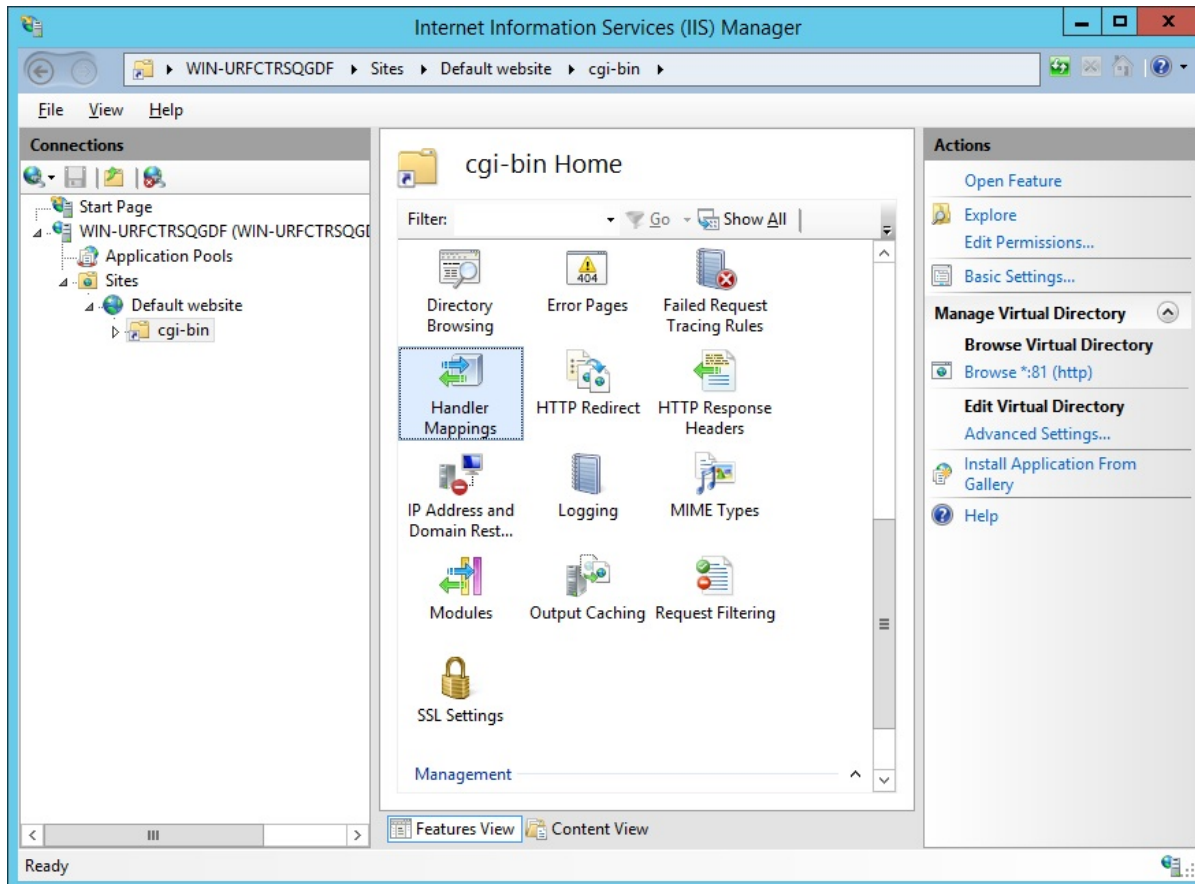 Internet Information Services (IIS) Manager
WIN-URFCTRSQGDF Sites Default website cgi-bin
File View Help
Connections
Start Page
WIN-URFCTRSQGDF (WIN-URFCTRSQGI
Application Pools
Sites
Default website
cgi-bin
cgi-bin Home
Filter: Go Show All
Directory
Browsing
Error Pages
404
Failed Request
Tracing Rules
Handler
Mappings
HTTP Redirect
HTTP Response
Headers
IP Address and
Domain Rest...
Logging
MIME Types
Modules
Output Caching
Request Filtering
SSL Settings
Management
Features View
Content View
Actions
Open Feature
Explore
Edit Permissions...
Basic Settings...
Manage Virtual Directory
Browse Virtual Directory
Browse *:81 (http)
Edit Virtual Directory
Advanced Settings...
Install Application From
Gallery
Help
Ready